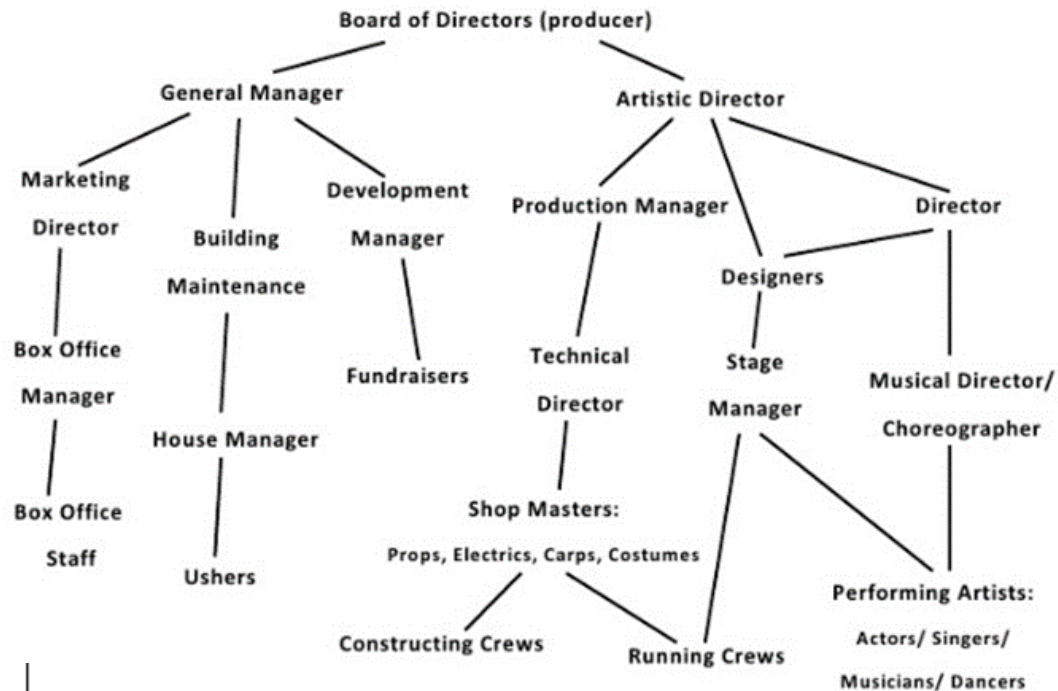 Board of Directors (producer)
General Manager
Artistic Director
Marketing
Director
Building
Maintenance
Development
Manager
Production Manager
Director
Designers
Box Office
Manager
Fundraisers
Technical
Director
Stage
Manager
Musical Director/
Choreographer
House Manager
Box Office
Staff
Ushers
Shop Masters:
Props, Electrics, Carps, Costumes
Constructing Crews
Running Crews
Performing Artists:
Actors/ Singers/
Musicians/ Dancers